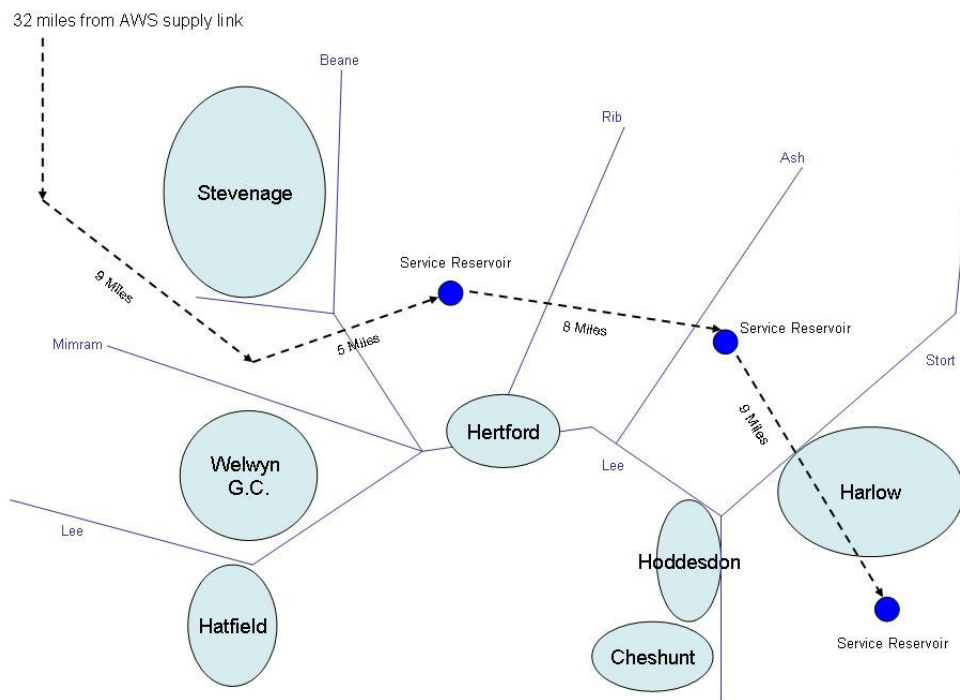 32 miles from AWS supply link
Beane
Rib
Ash
Stevenage
Service Reservoir
9 Miles
5 Miles
8 Miles
Service Reservoir
Mimram
Stort
9 Miles
Hertford
Welwyn
G.C.
Lee
Harlow
Lee
Hoddesdon
Hatfield
Cheshunt
Service Reservoir